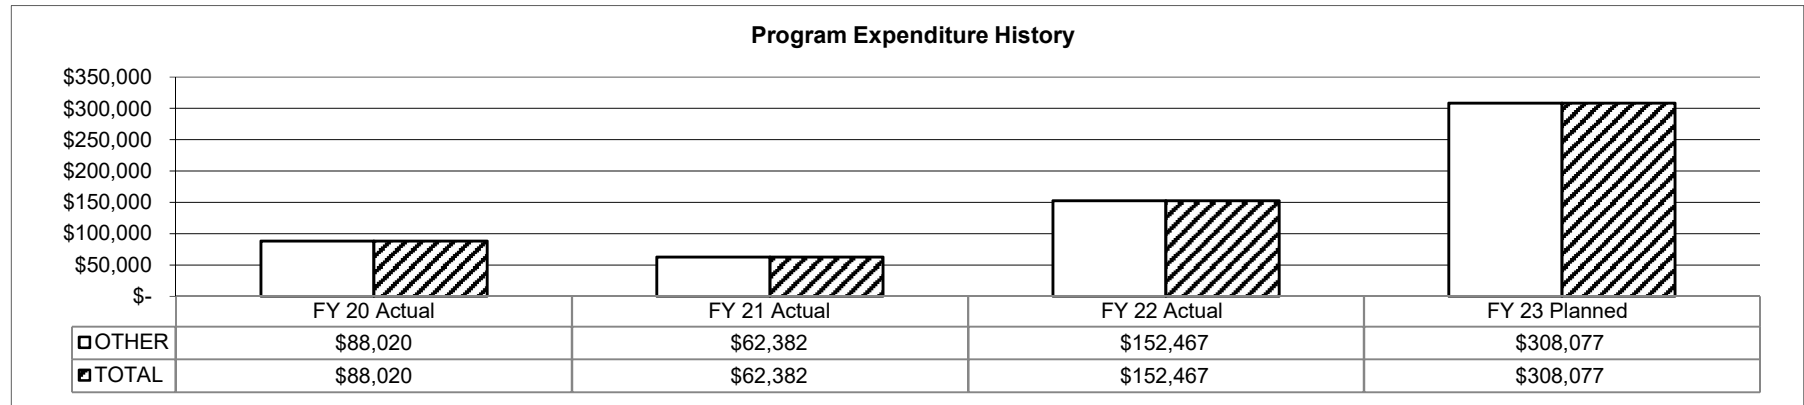 Program Expenditure History
$350,000
$300,000
$250,000
$200,000
$150,000
$100,000
$50,000
$-
FY 20 Actual FY 21 Actual FY 22 Actual FY 23 Planned
OTHER $88,020 $62,382 $152,467 $308,077
TOTAL $88,020 $62,382 $152,467 $308,077